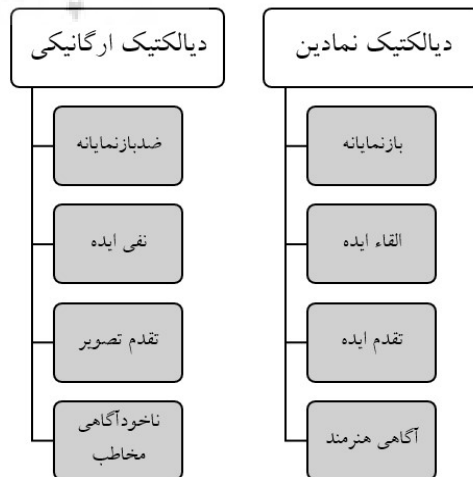 دیالکتیک نمادین
بازنمایانه
القاء ایده
تقدم ایده
آگاهی هنرمند
دیالکتیک ارگانیکی
ضدبازنمایانه
نفی ایده
تقدم تصویر
ناخودآگاهی
مخاطب